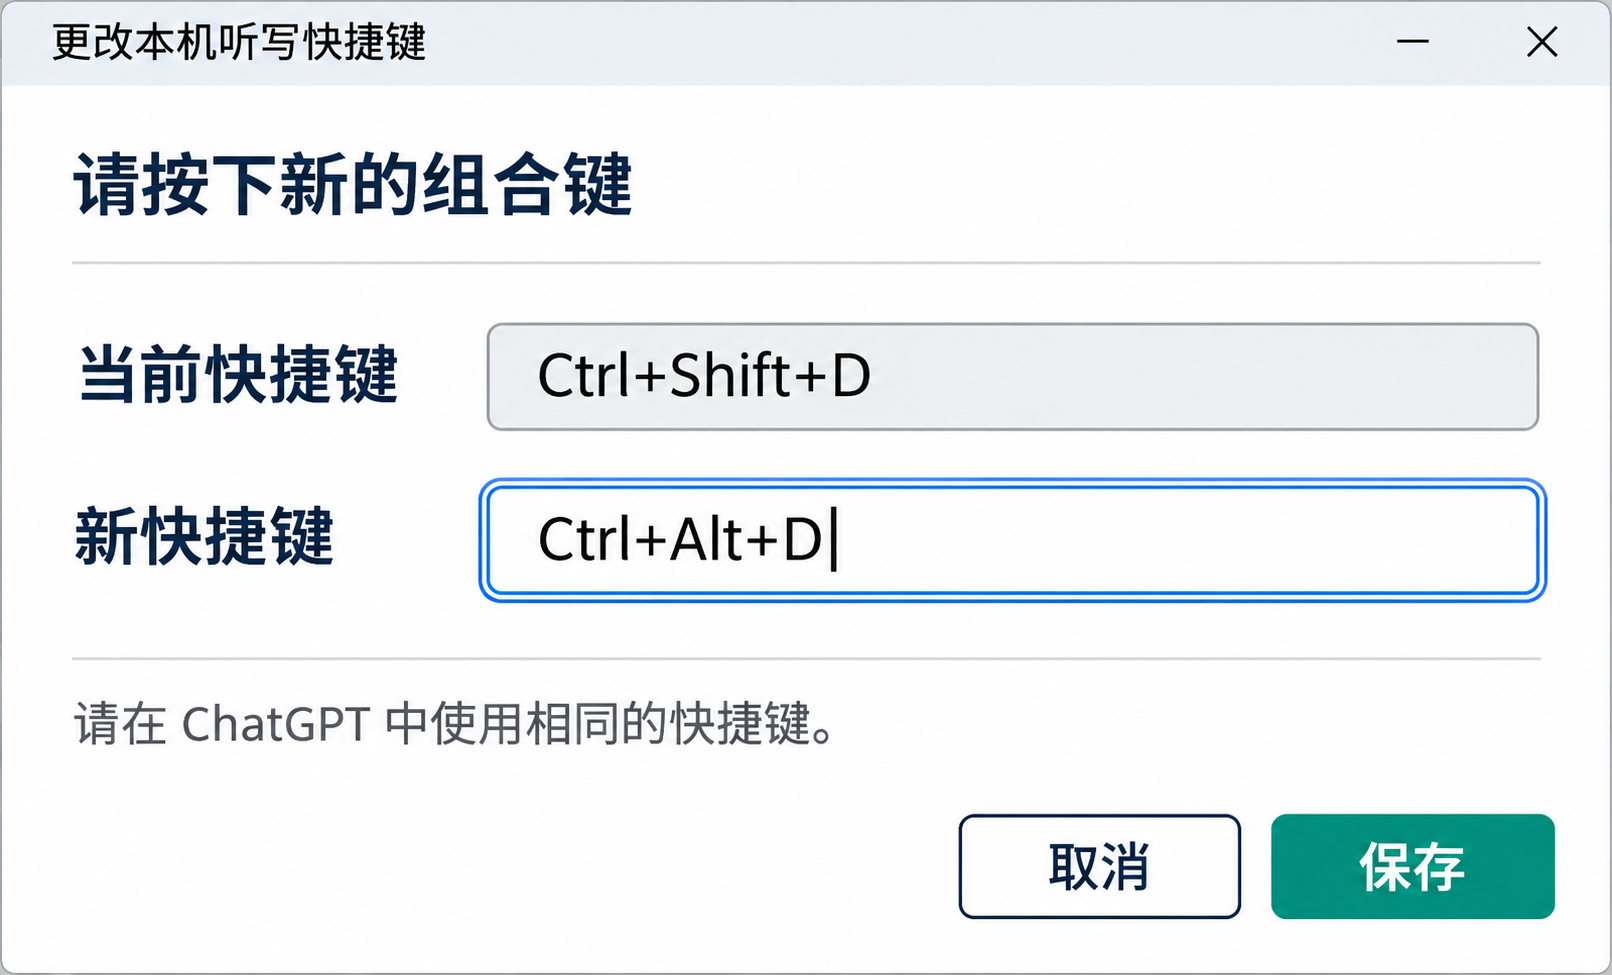 更改本机听写快捷键
请按下新的组合键
当前快捷键 Ctrl+Shift+D
新快捷键 Ctrl+Alt+D
请在 ChatGPT 中使用相同的快捷键。
取消 保存